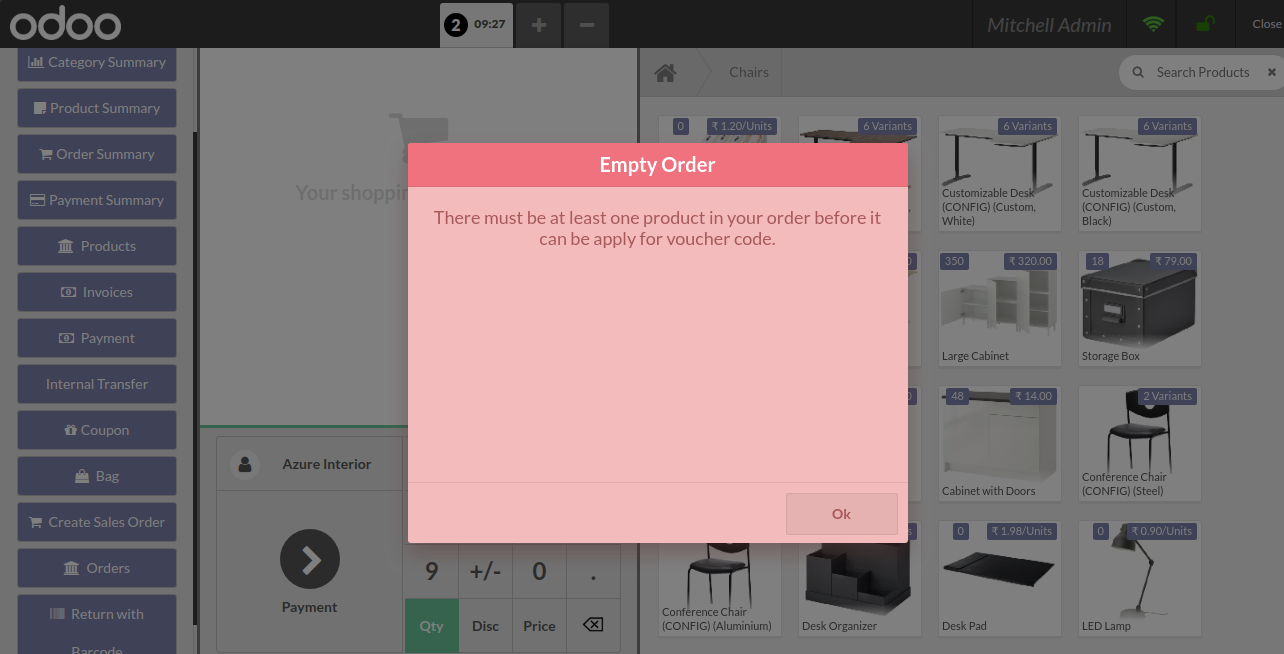 odoo
2 09:27
+
−
Mitchell Admin
Close
Category Summary
Product Summary
Order Summary
Payment Summary
Products
Invoices
Payment
Internal Transfer
Coupon
Bag
Create Sales Order
Orders
Return with
Barcode
Your
Chairs
Search Products
Empty Order
There must be at least one product in your order before it
can be apply for voucher code.
Ok
Azure Interior
Payment
9 +/- 0 .
Qty Disc Price
0 ₹ 1.20/Units
6 Variants
6 Variants
Customizable Desk
(CONFIG) (Custom,
White)
6 Variants
Customizable Desk
(CONFIG) (Custom,
Black)
350 ₹ 320.00
Large Cabinet
18 ₹ 79.00
Storage Box
48 ₹ 14.00
Cabinet with Doors
2 Variants
Conference Chair
(CONFIG) (Steel)
Conference Chair
(CONFIG) (Aluminium)
Desk Organizer
0 ₹ 1.98/Units
Desk Pad
0 ₹ 0.90/Units
LED Lamp